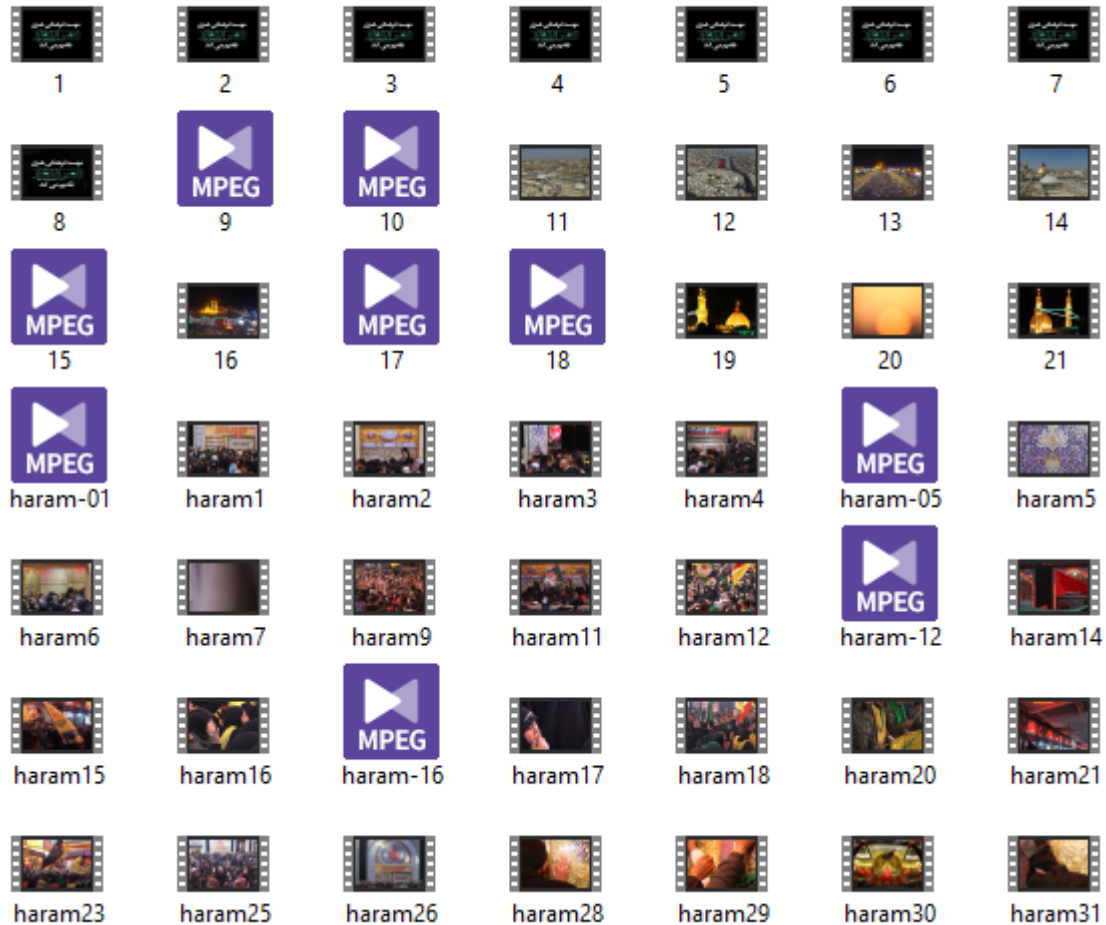 1 2 3 4 5 6 7
MPEG MPEG
8 9 10 11 12 13 14
MPEG MPEG MPEG
15 16 17 18 19 20 21
MPEG MPEG
haram-01 haram1 haram2 haram3 haram4 haram-05 haram5
MPEG
haram6 haram7 haram9 haram11 haram12 haram-12 haram14
MPEG
haram15 haram16 haram-16 haram17 haram18 haram20 haram21
haram23 haram25 haram26 haram28 haram29 haram30 haram31